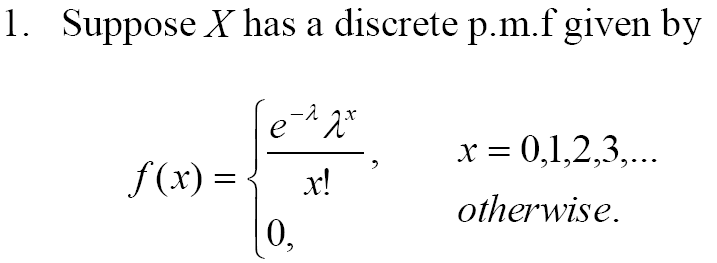 1. Suppose X has a discrete p.m.f given by
f(x) = { e^{-λ} λ^x / x!, x = 0,1,2,3,...
0, otherwise.